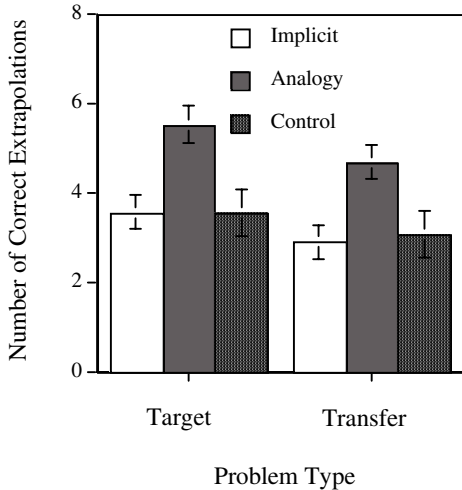 Number of Correct Extrapolations
8
6
4
2
0
Implicit
Analogy
Control
Target
Transfer
Problem Type